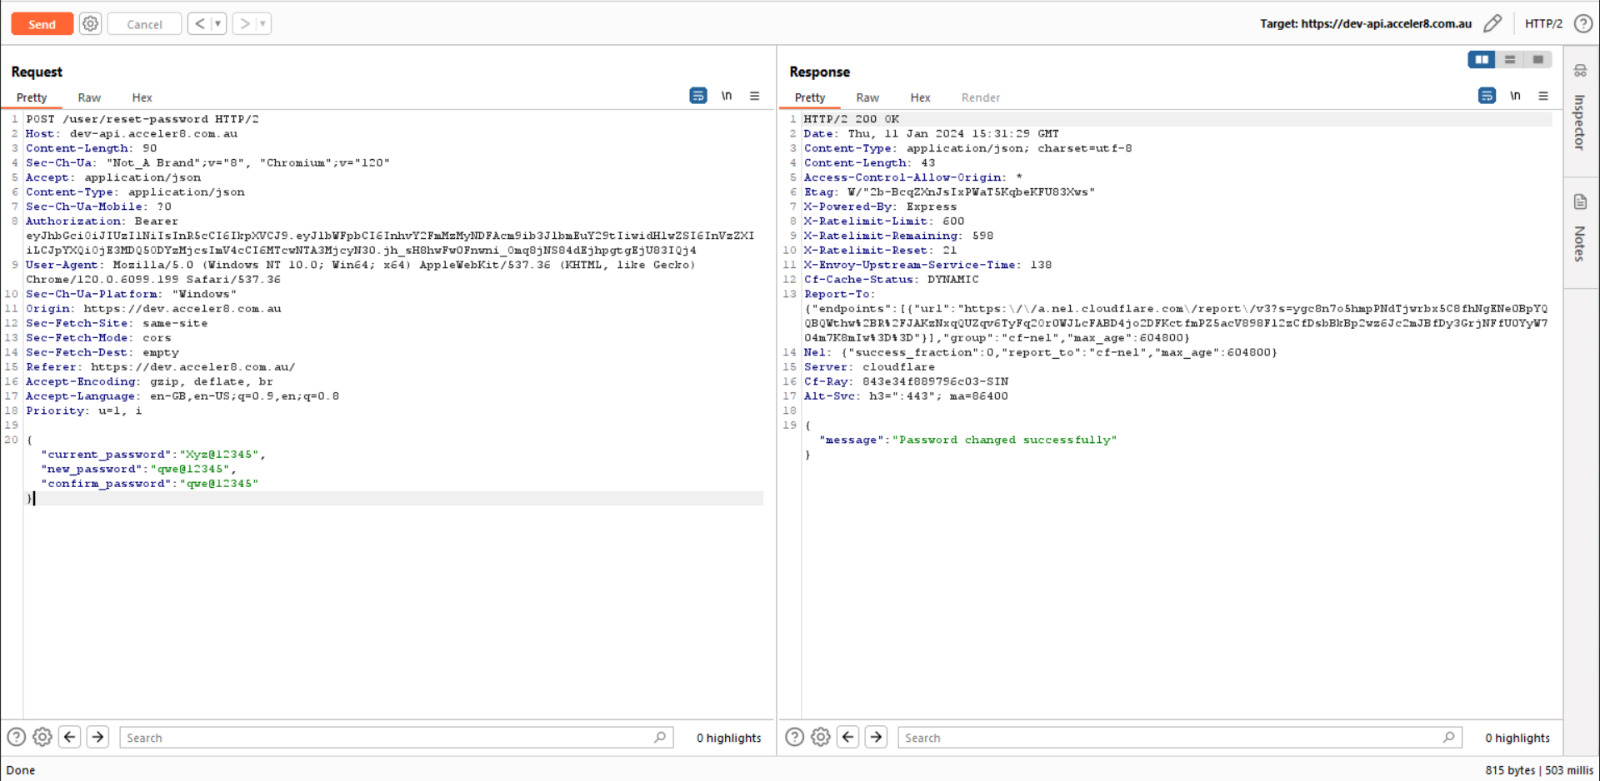 Send
Cancel
Target: https://dev-api.acceler8.com.au
HTTP/2
Request
Pretty Raw Hex
\n
1 POST /user/reset-password HTTP/2
2 Host: dev-api.acceler8.com.au
3 Content-Length: 90
4 Sec-Ch-Ua: "Not_A Brand";v="8", "Chromium";v="120"
5 Accept: application/json
6 Content-Type: application/json
7 Sec-Ch-Ua-Mobile: ?0
8 Authorization: Bearer
9 User-Agent: Mozilla/5.0 (Windows NT 10.0; Win64; x64) AppleWebKit/537.36 (KHTML, like Gecko)
Chrome/120.0.6099.199 Safari/537.36
10 Sec-Ch-Ua-Platform: "Windows"
11 Origin: https://dev.acceler8.com.au
12 Sec-Fetch-Site: same-site
13 Sec-Fetch-Mode: cors
14 Sec-Fetch-Dest: empty
15 Referer: https://dev.acceler8.com.au/
16 Accept-Encoding: gzip, deflate, br
17 Accept-Language: en-GB,en-US;q=0.9,en;q=0.8
18 Priority: u=1, i
19
20 {
"current_password":"Xyz@12345",
"new_password":"qwe@12345",
"confirm_password":"qwe@12345"
}
Search
0 highlights
Response
Pretty Raw Hex Render
\n
1 HTTP/2 200 OK
2 Date: Thu, 11 Jan 2024 15:31:29 GMT
3 Content-Type: application/json; charset=utf-8
4 Content-Length: 43
5 Access-Control-Allow-Origin: *
6 Etag: W/"2b-BcqZXnJsIxPWaT5KqbeKFU83Xws"
7 X-Powered-By: Express
8 X-Ratelimit-Limit: 600
9 X-Ratelimit-Remaining: 598
10 X-Ratelimit-Reset: 21
11 X-Envoy-Upstream-Service-Time: 138
12 Cf-Cache-Status: DYNAMIC
13 Report-To:
{"endpoints":[{"url":"https:\/\/a.nel.cloudflare.com\/report\/v3?s=
"}],"group":"cf-nel","max_age":604800}
14 Nel: {"success_fraction":0,"report_to":"cf-nel","max_age":604800}
15 Server: cloudflare
16 Cf-Ray: 843e34f889796c03-SIN
17 Alt-Svc: h3=":443"; ma=86400
18
19 {
"message":"Password changed successfully"
}
Search
0 highlights
Inspector
Notes
Done
815 bytes | 503 millis